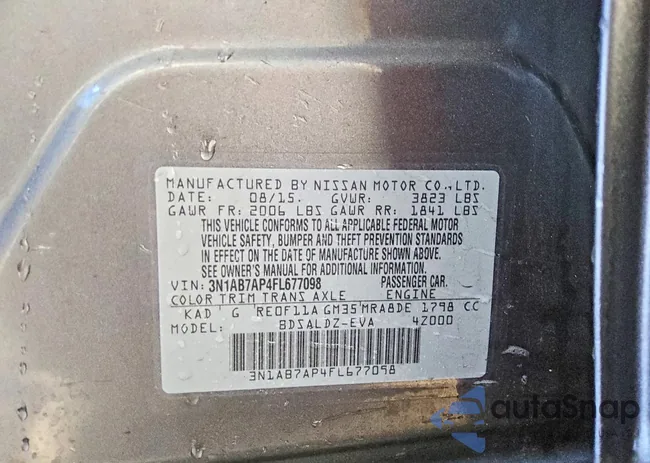 MANUFACTURED BY NISSAN MOTOR CO., LTD.
DATE: 08/15. GVWR: 3823 LBS
GAWR FR: 2006 LBS GAWR RR: 1841 LBS
THIS VEHICLE CONFORMS TO ALL APPLICABLE FEDERAL MOTOR
VEHICLE SAFETY, BUMPER AND THEFT PREVENTION STANDARDS
IN EFFECT ON THE DATE OF MANUFACTURE SHOWN ABOVE.
SEE OWNER'S MANUAL FOR ADDITIONAL INFORMATION.
VIN: 3N1AB7AP4FL677098 PASSENGER CAR.
COLOR TRIM TRANS AXLE ENGINE
KAD G RE0F11A GM35 MRA8DE 1798 CC
MODEL: BDSALDZ-EVA 42000
3N1AB7AP4FL677098
autoSnap